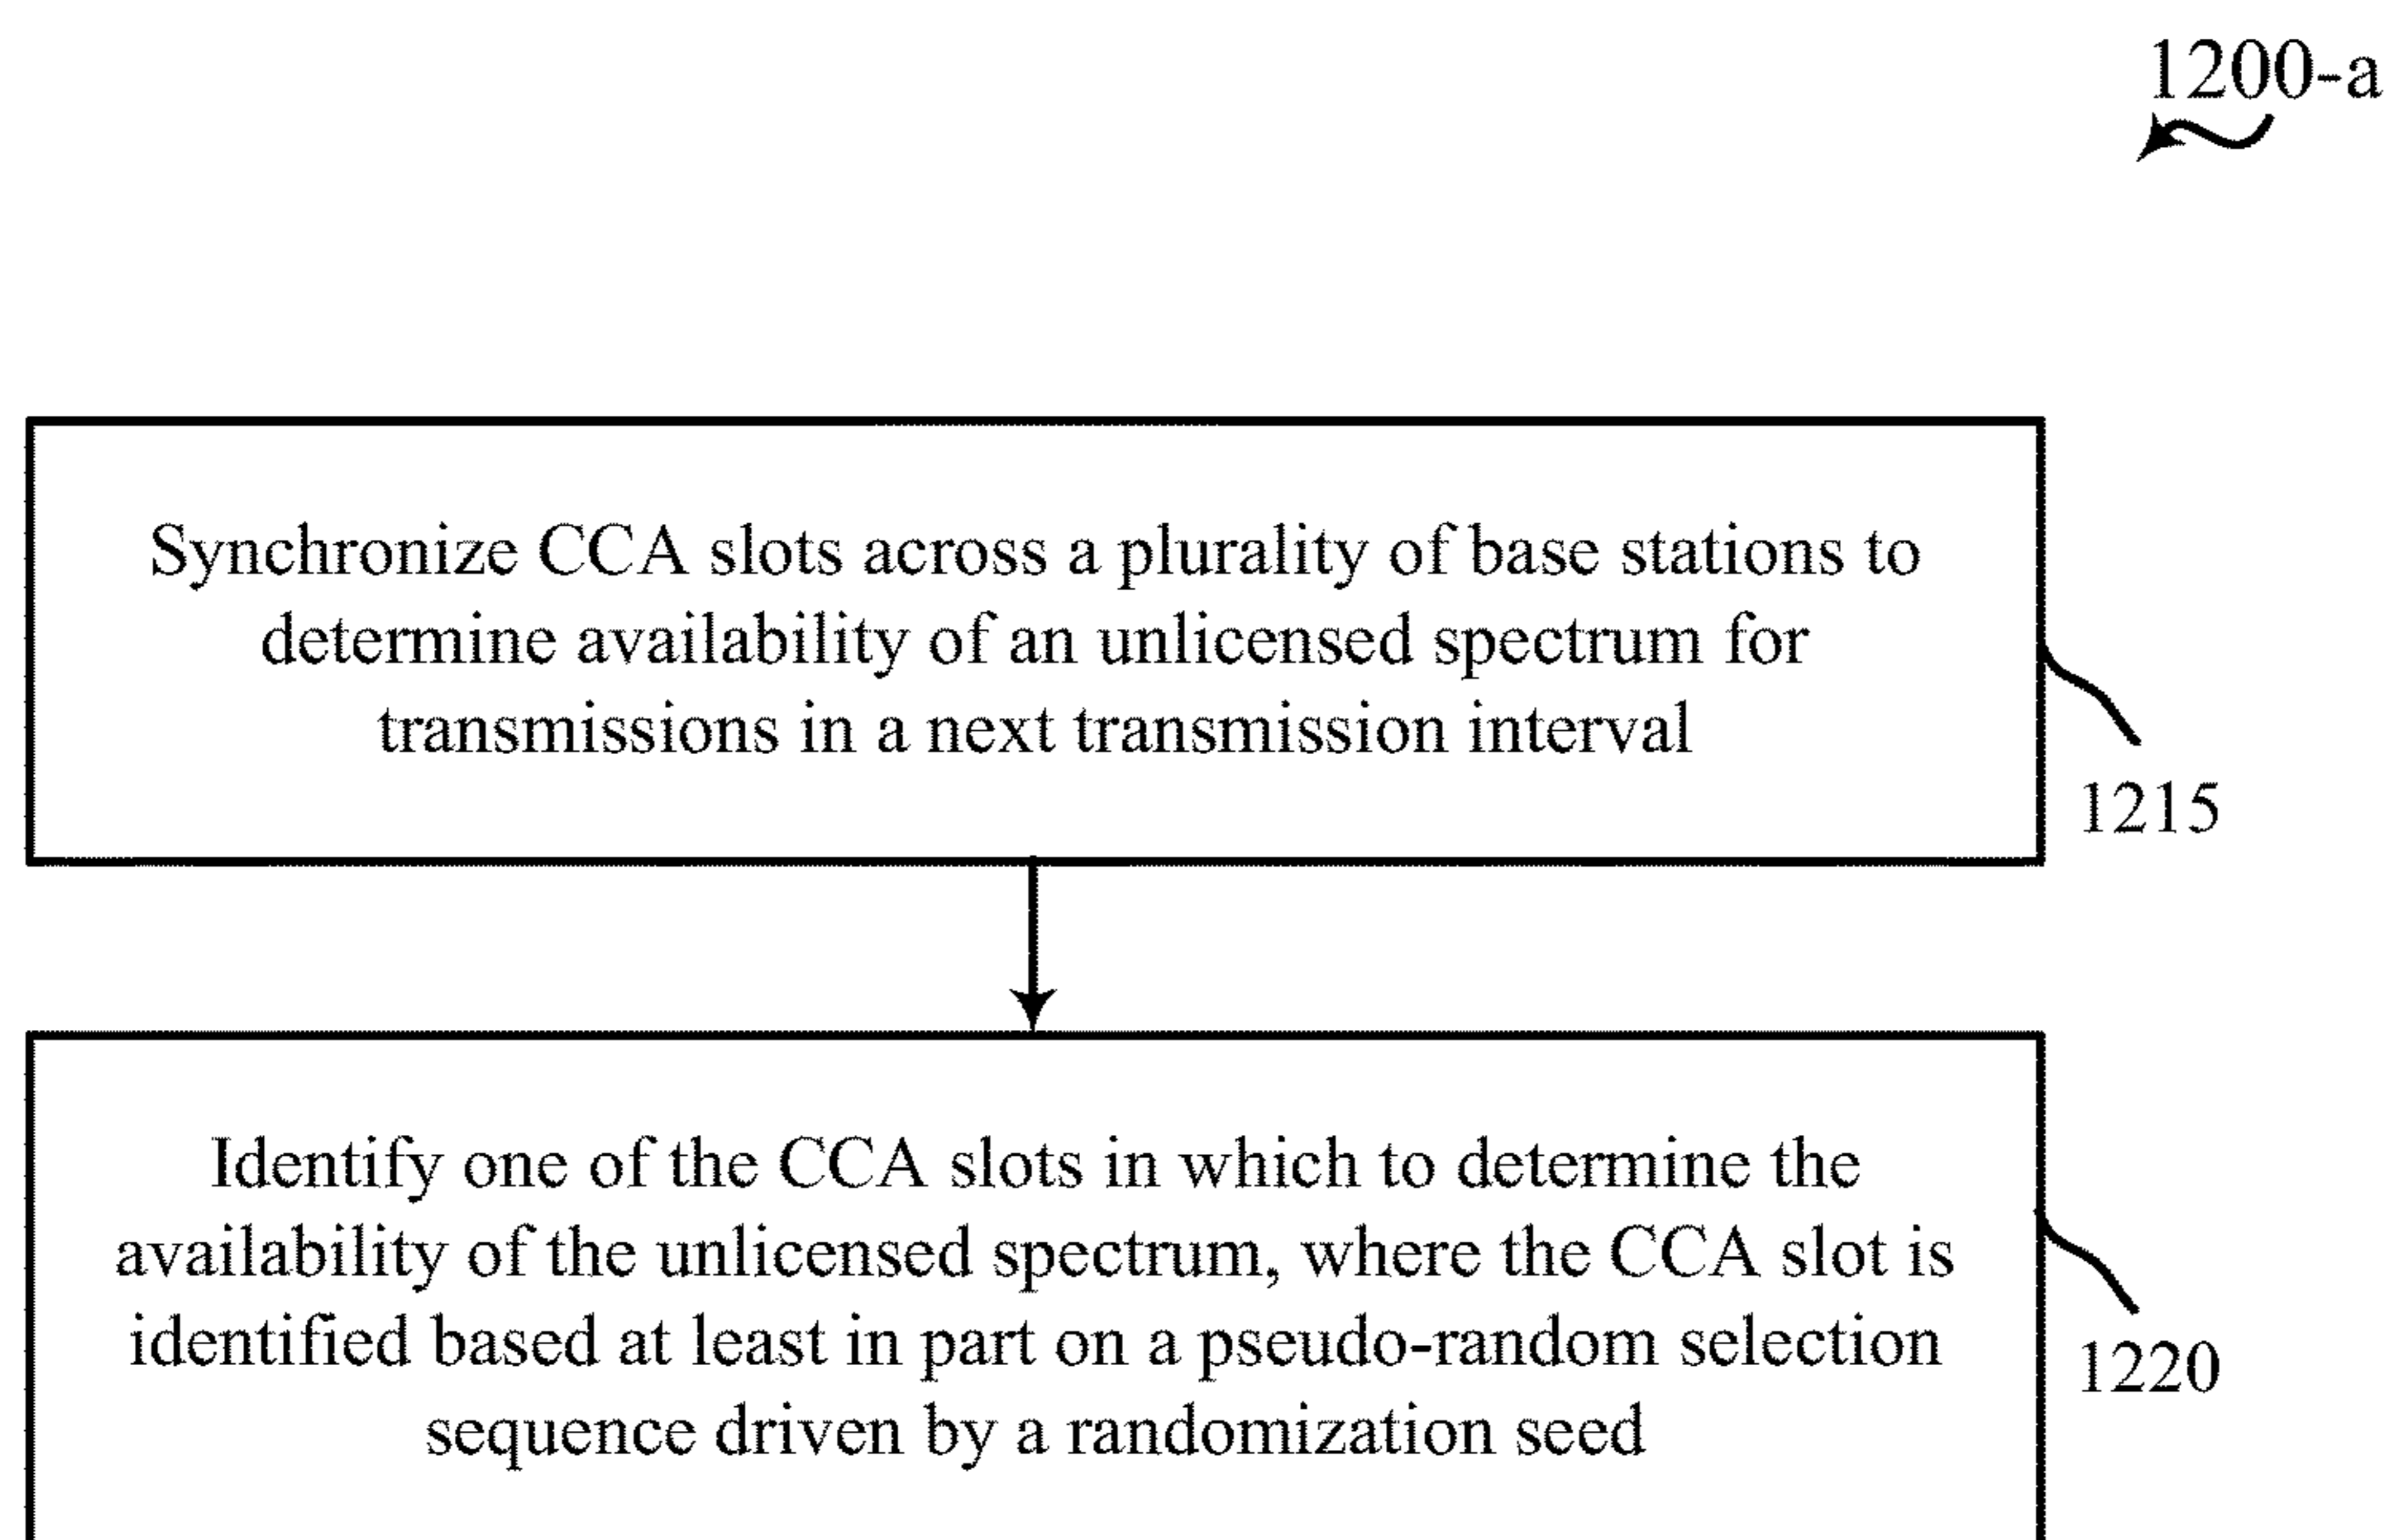 1200-a
Synchronize CCA slots across a plurality of base stations to
determine availability of an unlicensed spectrum for
transmissions in a next transmission interval
1215
Identify one of the CCA slots in which to determine the
availability of the unlicensed spectrum, where the CCA slot is
identified based at least in part on a pseudo-random selection
sequence driven by a randomization seed
1220